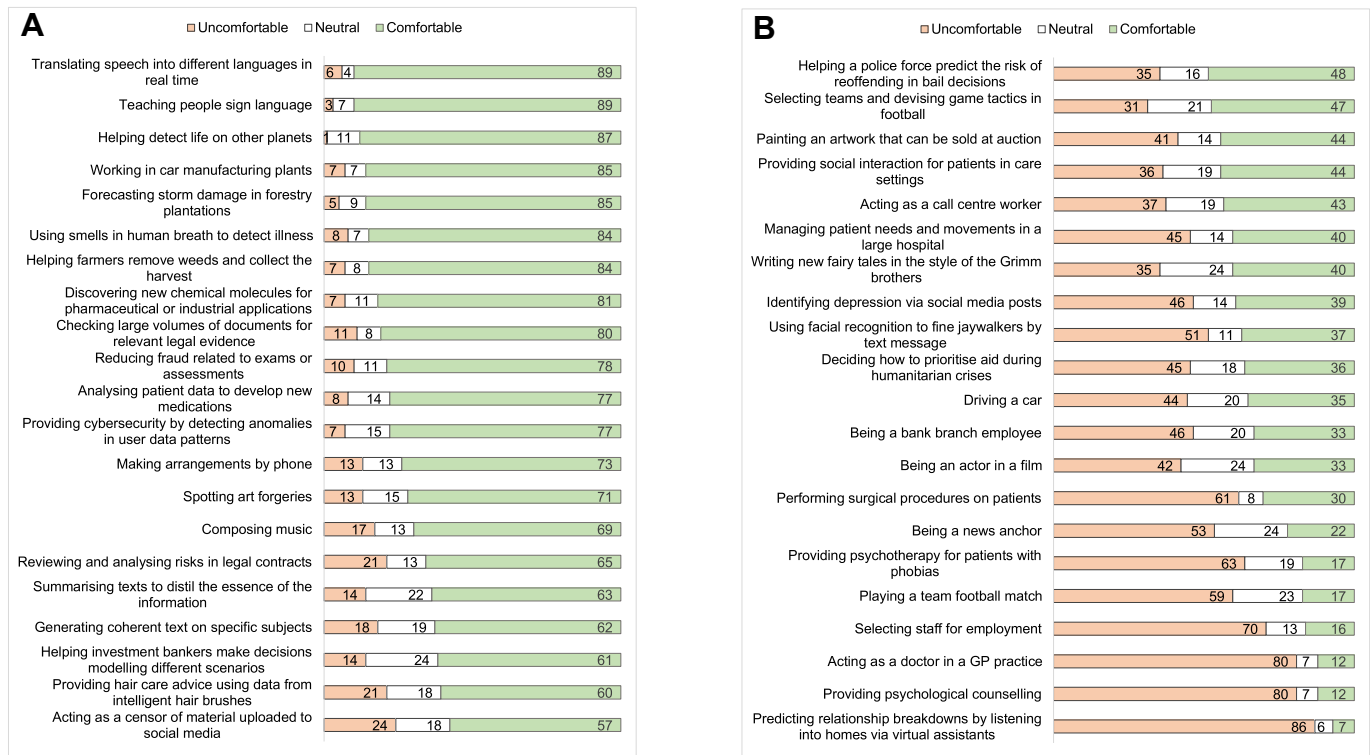 A
Uncomfortable Neutral Comfortable
Translating speech into different languages in
real time
6 4 89
Teaching people sign language
3 7 89
Helping detect life on other planets
1 11 87
Working in car manufacturing plants
7 7 85
Forecasting storm damage in forestry
plantations
5 9 85
Using smells in human breath to detect illness
8 7 84
Helping farmers remove weeds and collect the
harvest
7 8 84
Discovering new chemical molecules for
pharmaceutical or industrial applications
7 11 81
Checking large volumes of documents for
relevant legal evidence
11 8 80
Reducing fraud related to exams or
assessments
10 11 78
Analysing patient data to develop new
medications
8 14 77
Providing cybersecurity by detecting anomalies
in user data patterns
7 15 77
Making arrangements by phone
13 13 73
Spotting art forgeries
13 15 71
Composing music
17 13 69
Reviewing and analysing risks in legal contracts
21 13 65
Summarising texts to distil the essence of the
information
14 22 63
Generating coherent text on specific subjects
18 19 62
Helping investment bankers make decisions
modelling different scenarios
14 24 61
Providing hair care advice using data from
intelligent hair brushes
21 18 60
Acting as a censor of material uploaded to
social media
24 18 57
B
Uncomfortable Neutral Comfortable
Helping a police force predict the risk of
reoffending in bail decisions
35 16 48
Selecting teams and devising game tactics in
football
31 21 47
Painting an artwork that can be sold at auction
41 14 44
Providing social interaction for patients in care
settings
36 19 44
Acting as a call centre worker
37 19 43
Managing patient needs and movements in a
large hospital
45 14 40
Writing new fairy tales in the style of the Grimm
brothers
35 24 40
Identifying depression via social media posts
46 14 39
Using facial recognition to fine jaywalkers by
text message
51 11 37
Deciding how to prioritise aid during
humanitarian crises
45 18 36
Driving a car
44 20 35
Being a bank branch employee
46 20 33
Being an actor in a film
42 24 33
Performing surgical procedures on patients
61 8 30
Being a news anchor
53 24 22
Providing psychotherapy for patients with
phobias
63 19 17
Playing a team football match
59 23 17
Selecting staff for employment
70 13 16
Acting as a doctor in a GP practice
80 7 12
Providing psychological counselling
80 7 12
Predicting relationship breakdowns by listening
into homes via virtual assistants
86 6 7